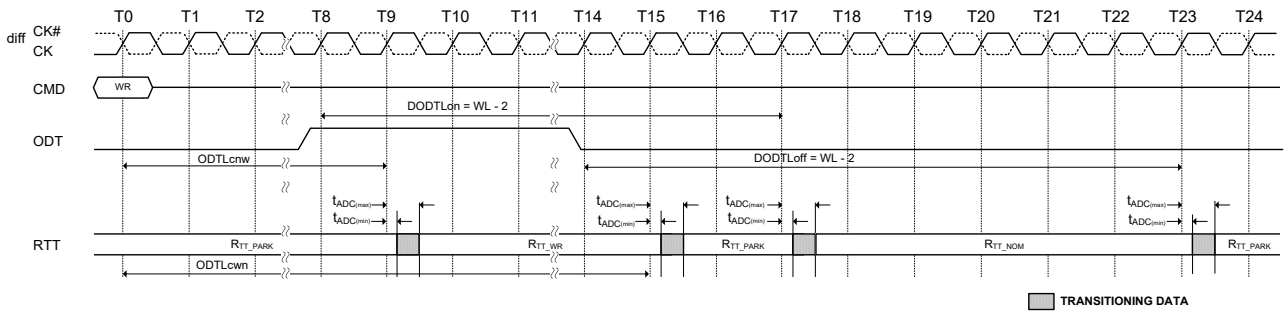 T0 T1 T2 T8 T9 T10 T11 T14 T15 T16 T17 T18 T19 T20 T21 T22 T23 T24
diff CK#
CK
CMD WR
DODTLon = WL - 2
ODT
ODTLcnw DODTLoff = WL - 2
tADC(max) tADC(max) tADC(max) tADC(max)
tADC(min) tADC(min) tADC(min) tADC(min)
RTT RTT_PARK RTT_WR RTT_PARK RTT_NOM RTT_PARK
ODTLcwn
TRANSITIONING DATA